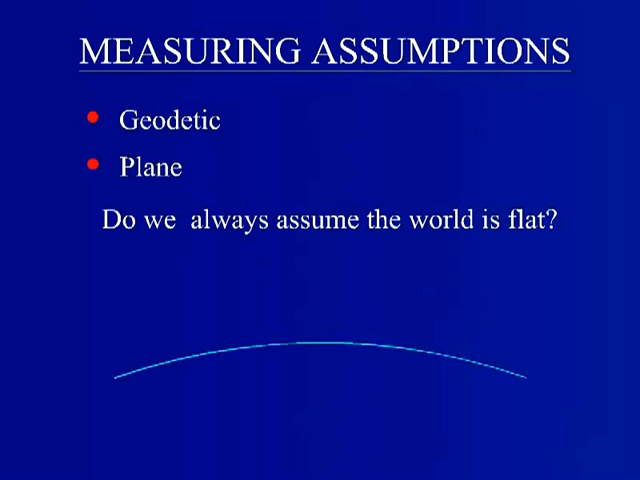 MEASURING ASSUMPTIONS
Geodetic
Plane
Do we always assume the world is flat?